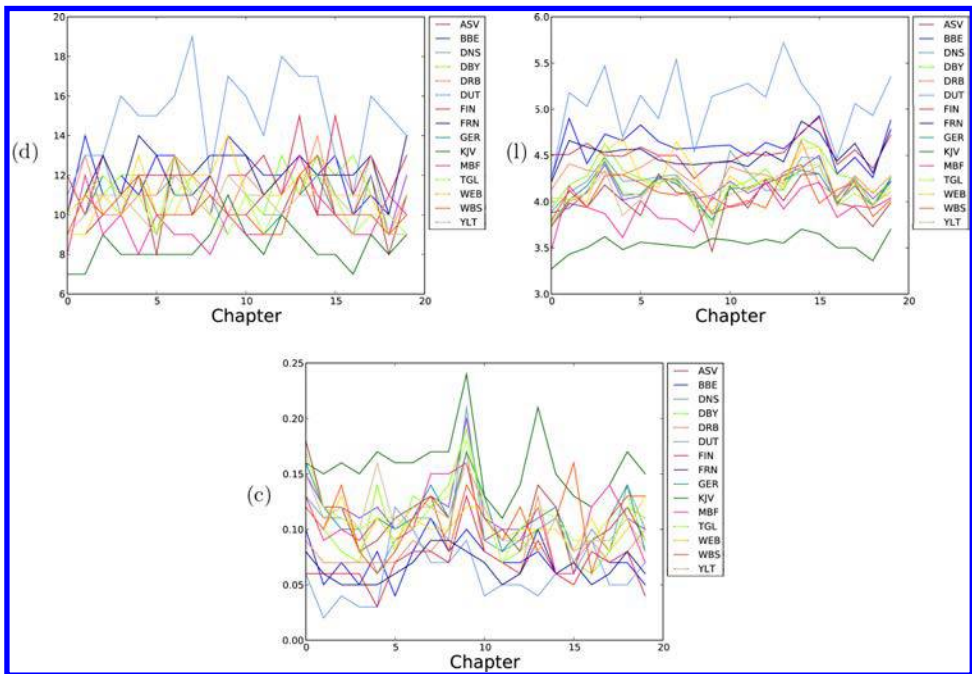 (d)
20
18
16
14
12
10
8
6
0
5
10
15
20
Chapter
ASV
BBE
DNS
DBY
DRB
DUT
FIN
FRN
GER
KJV
MBF
TGL
WEB
WBS
YLT
(l)
6.0
5.5
5.0
4.5
4.0
3.5
3.0
0
5
10
15
20
Chapter
ASV
BBE
DNS
DBY
DRB
DUT
FIN
FRN
GER
KJV
MBF
TGL
WEB
WBS
YLT
(c)
0.25
0.20
0.15
0.10
0.05
0.00
0
5
10
15
20
Chapter
ASV
BBE
DNS
DBY
DRB
DUT
FIN
FRN
GER
KJV
MBF
TGL
WEB
WBS
YLT